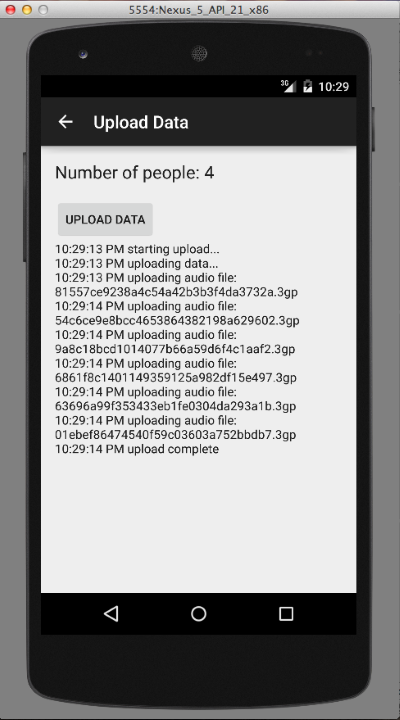 5554:Nexus_5_API_21_x86
3G 10:29
Upload Data
Number of people: 4
UPLOAD DATA
10:29:13 PM starting upload...
10:29:13 PM uploading data...
10:29:13 PM uploading audio file:
81557ce9238a4c54a42b3b3f4da3732a.3gp
10:29:14 PM uploading audio file:
54c6ce9e8bcc4653864382198a629602.3gp
10:29:14 PM uploading audio file:
9a8c18bcd1014077b66a59d6f4c1aaf2.3gp
10:29:14 PM uploading audio file:
6861f8c1401149359125a982df15e497.3gp
10:29:14 PM uploading audio file:
63696a99f353433eb1fe0304da293a1b.3gp
10:29:14 PM uploading audio file:
01ebef86474540f59c03603a752bbdb7.3gp
10:29:14 PM upload complete